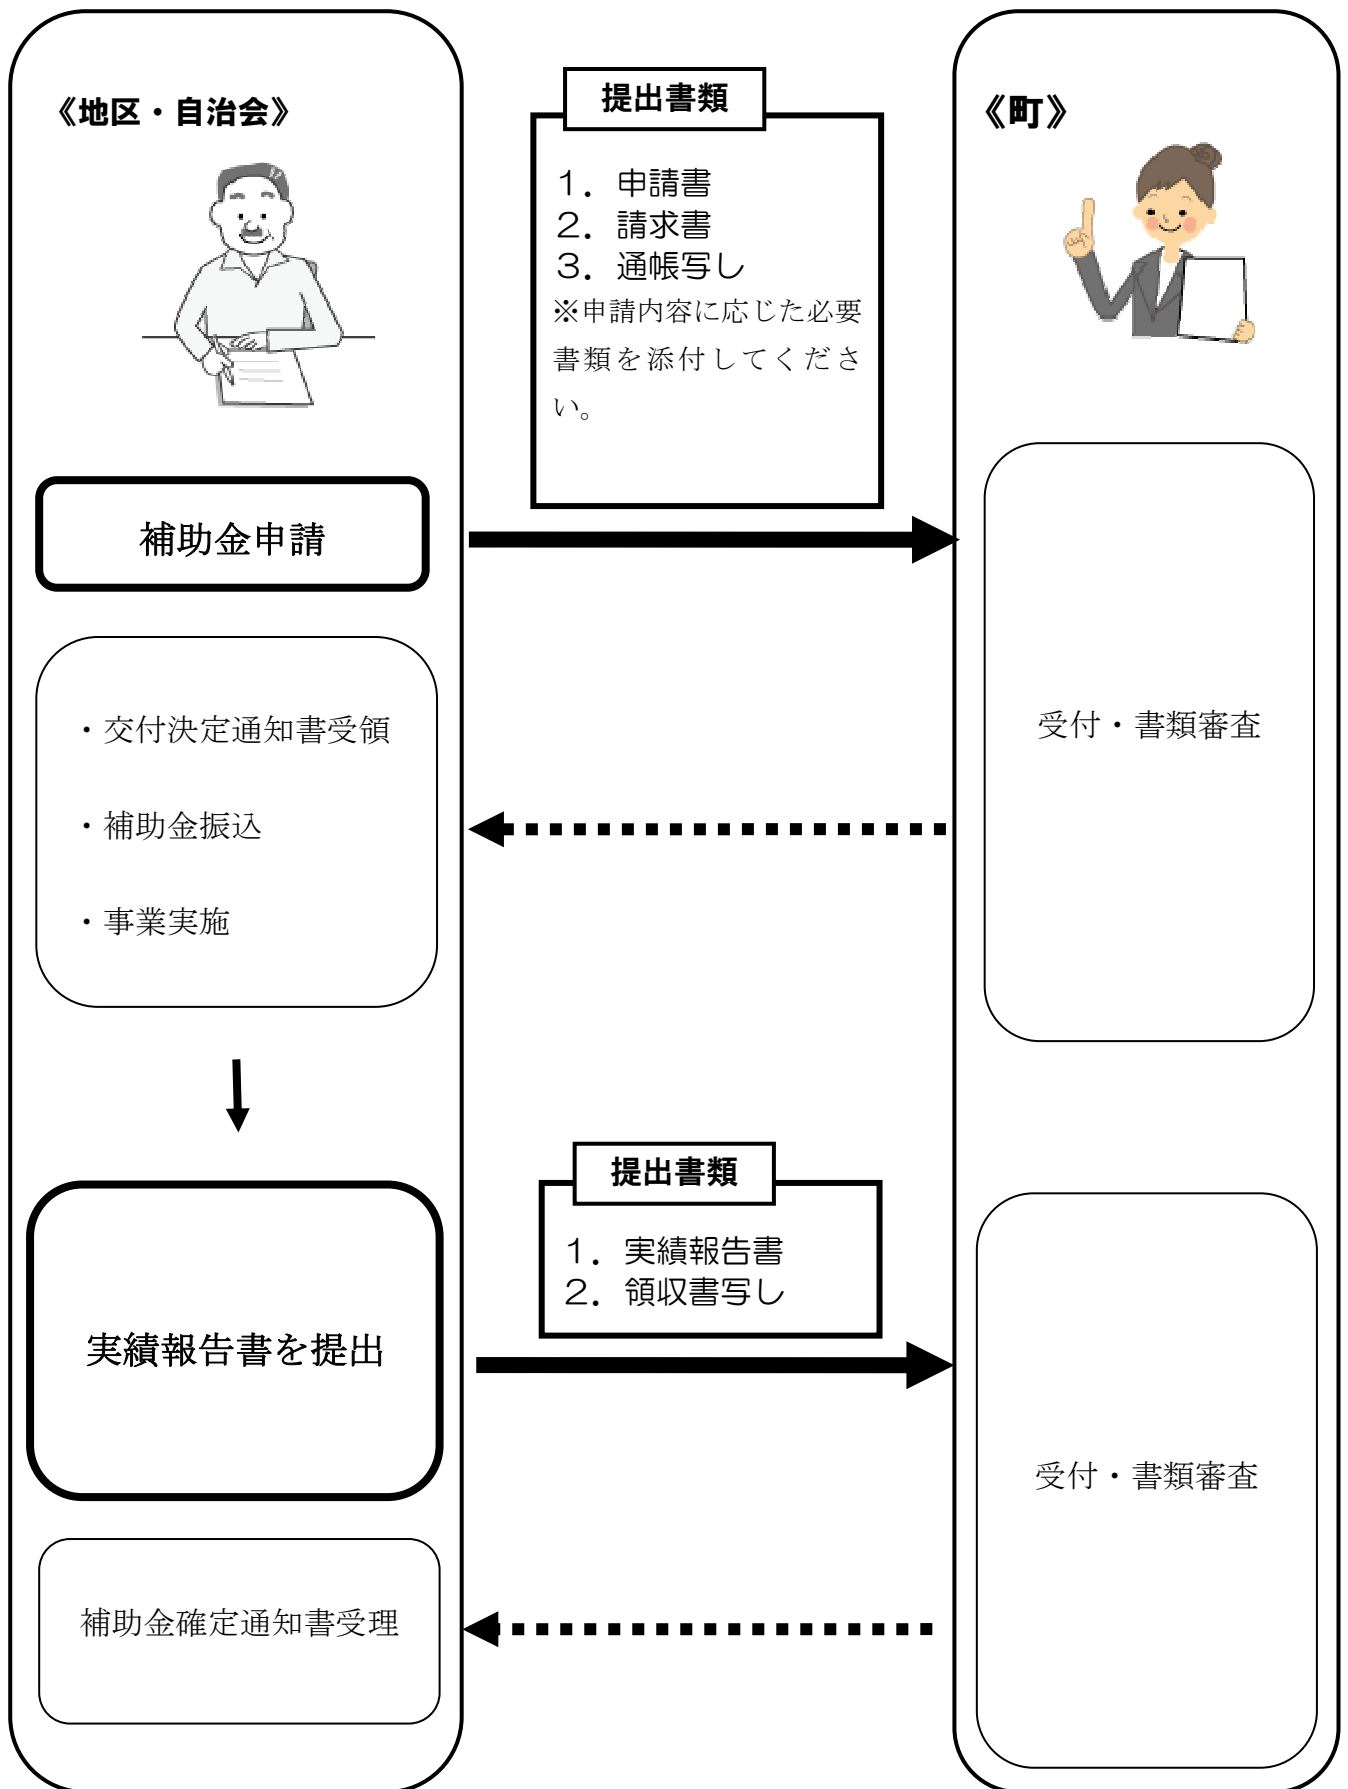 《地区・自治会》
提出書類
《町》
1. 申請書
2. 請求書
3. 通帳写し
※申請内容に応じた必要
書類を添付してくださ
い。
補助金申請
・交付決定通知書受領
・補助金振込
・事業実施
受付・書類審査
提出書類
1. 実績報告書
2. 領収書写し
実績報告書を提出
受付・書類審査
補助金確定通知書受理